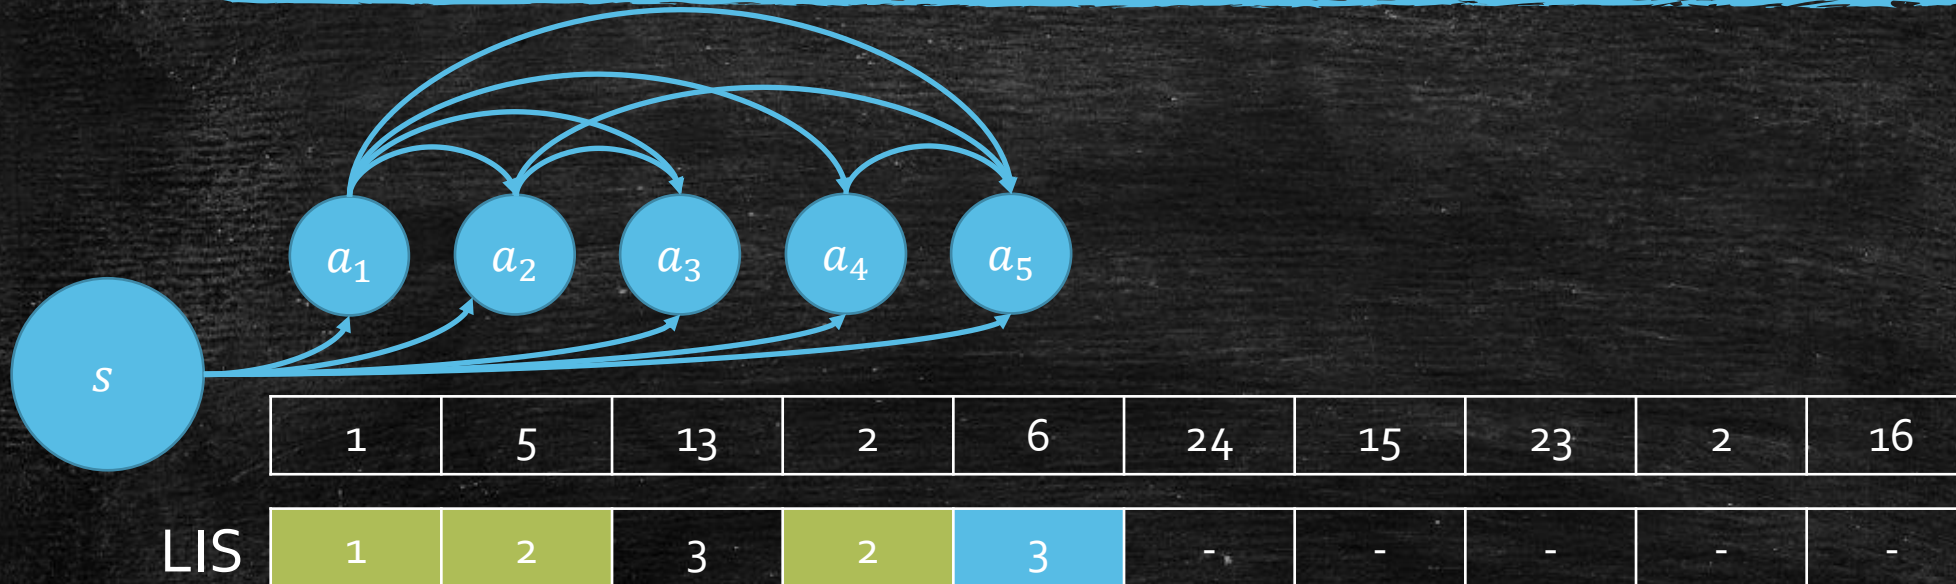 a₁ a₂ a₃ a₄ a₅
s
1 5 13 2 6 24 15 23 2 16
LIS 1 2 3 2 3 - - - - -